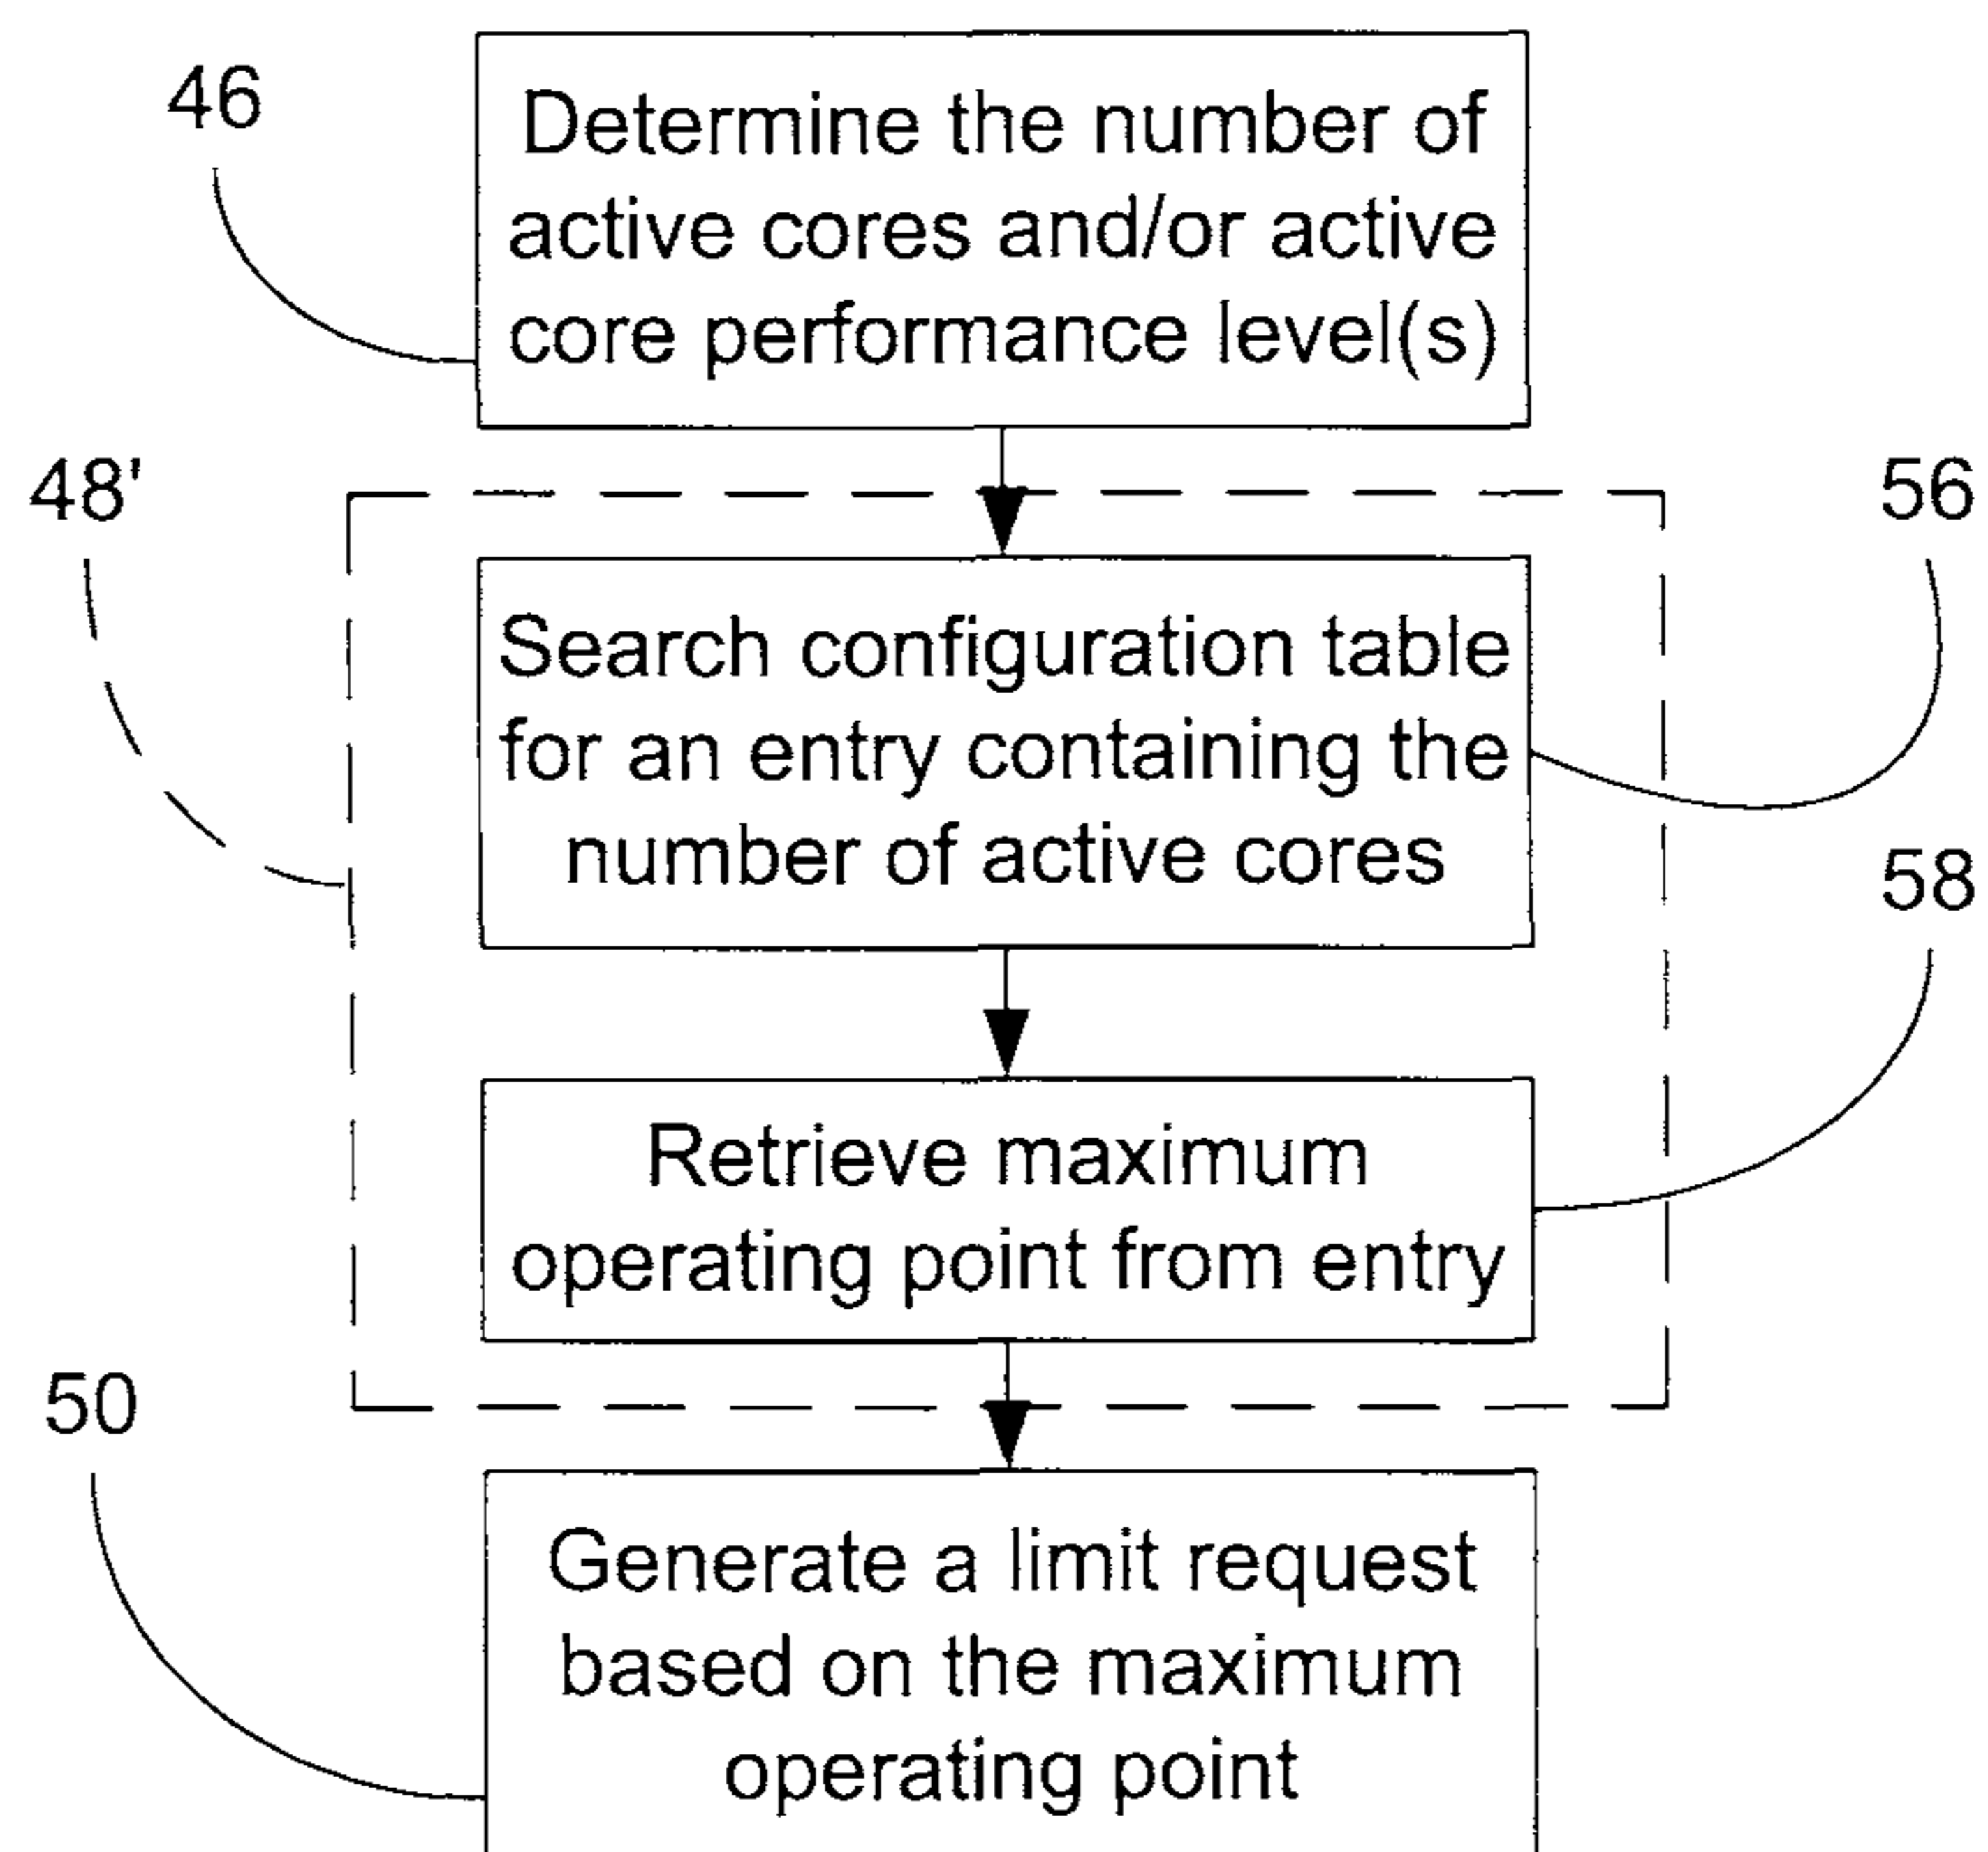 46
Determine the number of
active cores and/or active
core performance level(s)
48'
56
Search configuration table
for an entry containing the
number of active cores
58
Retrieve maximum
operating point from entry
50
Generate a limit request
based on the maximum
operating point